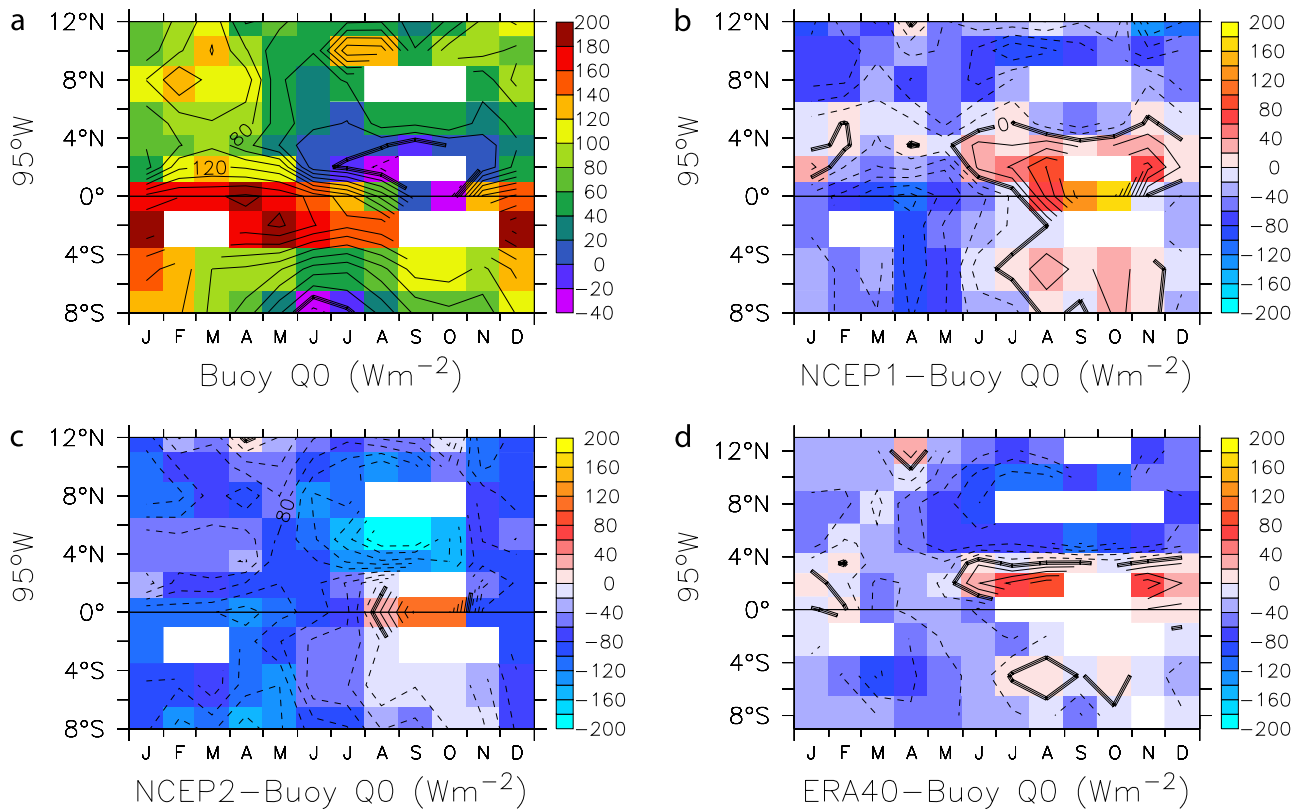 a
12°N
8°N
4°N
0°
4°S
8°S
95°W
80
120
J F M A M J J A S O N D
Buoy Q0 (Wm−2)
200
180
160
140
120
100
80
60
40
20
0
−20
−40
b
12°N
8°N
4°N
0°
4°S
8°S
95°W
0
J F M A M J J A S O N D
NCEP1−Buoy Q0 (Wm−2)
200
160
120
80
40
0
−40
−80
−120
−160
−200
c
12°N
8°N
4°N
0°
4°S
8°S
95°W
80
J F M A M J J A S O N D
NCEP2−Buoy Q0 (Wm−2)
200
160
120
80
40
0
−40
−80
−120
−160
−200
d
12°N
8°N
4°N
0°
4°S
8°S
95°W
J F M A M J J A S O N D
ERA40−Buoy Q0 (Wm−2)
200
160
120
80
40
0
−40
−80
−120
−160
−200